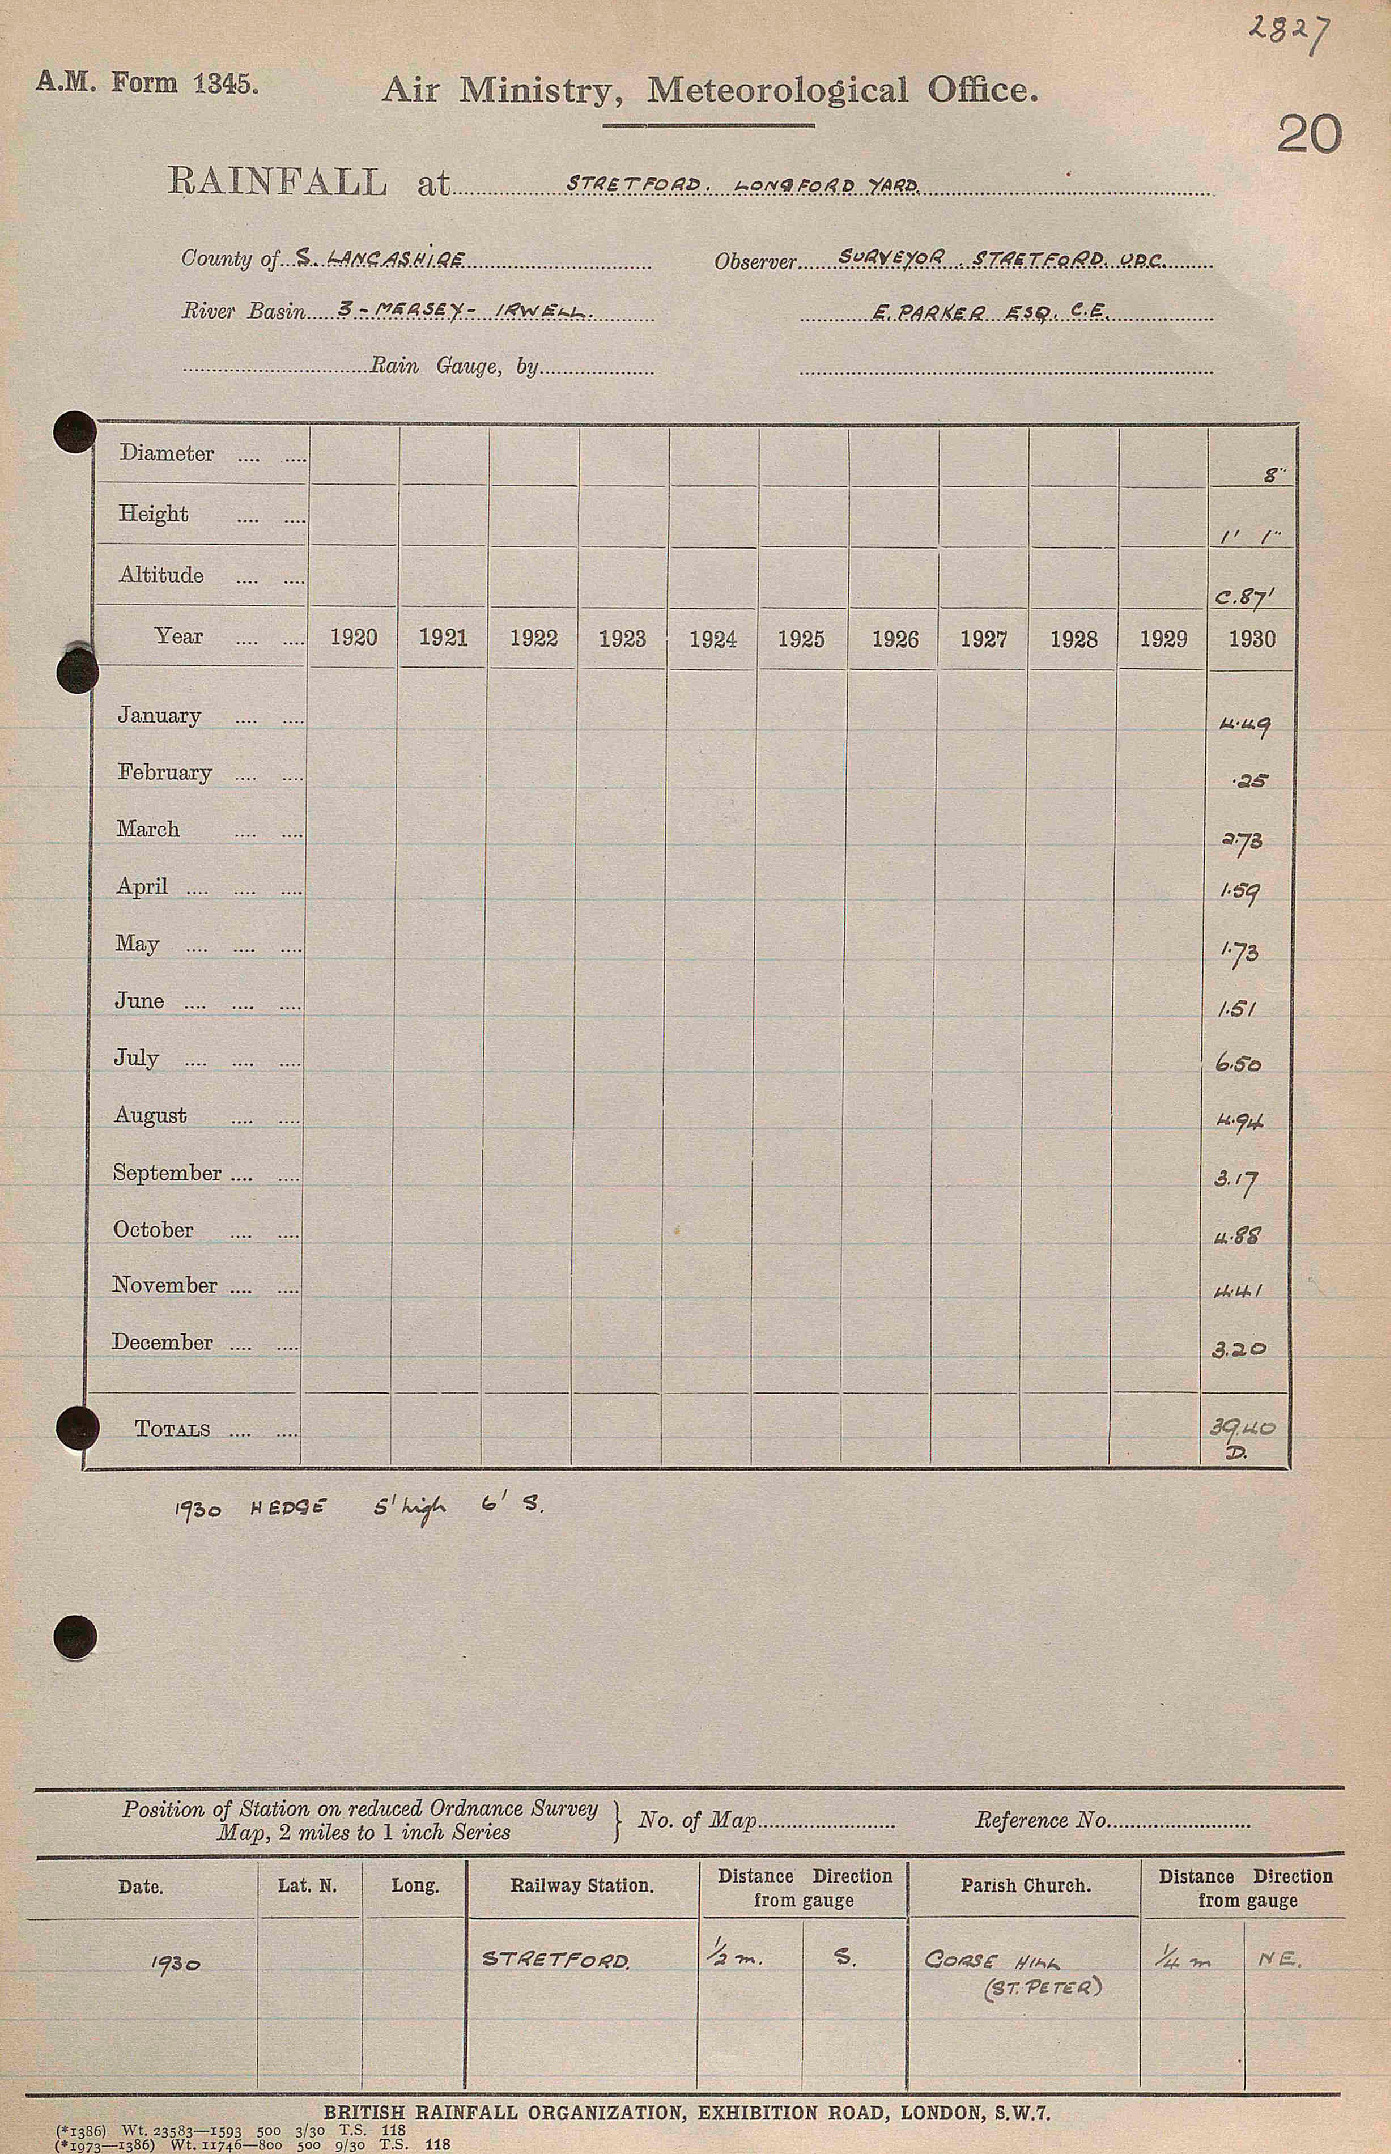 2827
A.M. Form 1345.
Air Ministry, Meteorological Office.
20
RAINFALL at STRETFORD. LONGFORD YARD.
County of S. LANCASHIRE Observer SURVEYOR. STRETFORD. UDC.
River Basin 3 - MERSEY - IRWELL. E. PARKER ESQ. C.E.
Rain Gauge, by
Diameter .... .... 8"
Height .... .... 1' 1"
Altitude .... .... C.87'
Year .... .... 1920 1921 1922 1923 1924 1925 1926 1927 1928 1929 1930
January .... .... 4.49
February .... .... .25
March .... .... 2.73
April .... .... .... 1.59
May .... .... .... 1.73
June .... .... .... 1.51
July .... .... .... 6.50
August .... .... 4.94
September .... .... 3.17
October .... .... 4.88
November .... .... 4.41
December .... .... 3.20
TOTALS .... .... 39.40
D.
1930 HEDGE 5' high 6' S.
Position of Station on reduced Ordnance Survey
Map, 2 miles to 1 inch Series } No. of Map Reference No.
Date. Lat. N. Long. Railway Station. Distance Direction from gauge Parish Church. Distance Direction from gauge
1930 STRETFORD. 1/2 m. S. GORSE HILL 1/4 m NE.
(ST. PETER)
BRITISH RAINFALL ORGANIZATION, EXHIBITION ROAD, LONDON, S.W.7.
(*1386) Wt. 23583—1593 500 3/30 T.S. 118
(*1973—1386) Wt. 11746—800 500 9/30 T.S. 118